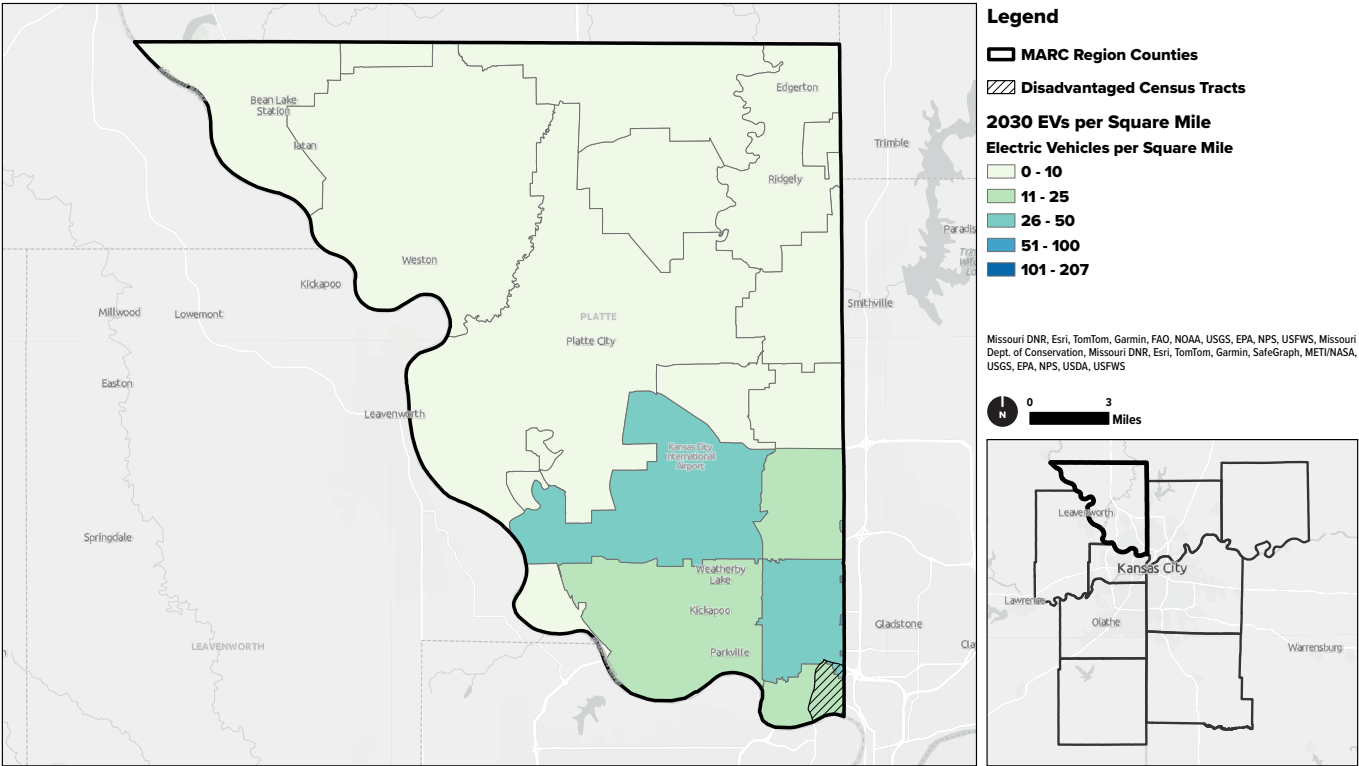 Bean Lake
Station
Iatan
Edgerton
Trimble
Ridgely
Weston
Kickapoo
Millwood
Lowemont
Smithville
PLATTE
Platte City
Easton
Leavenworth
Kansas City
International
Airport
Springdale
Weatherby
Lake
Kickapoo
Gladstone
Parkville
LEAVENWORTH
Legend
MARC Region Counties
Disadvantaged Census Tracts
2030 EVs per Square Mile
Electric Vehicles per Square Mile
0 - 10
11 - 25
26 - 50
51 - 100
101 - 207
Missouri DNR, Esri, TomTom, Garmin, FAO, NOAA, USGS, EPA, NPS, USFWS, Missouri
Dept. of Conservation, Missouri DNR, Esri, TomTom, Garmin, SafeGraph, METI/NASA,
USGS, EPA, NPS, USDA, USFWS
N
0 3
Miles
Leavenworth
Kansas City
Lawrence
Olathe
Warrensburg